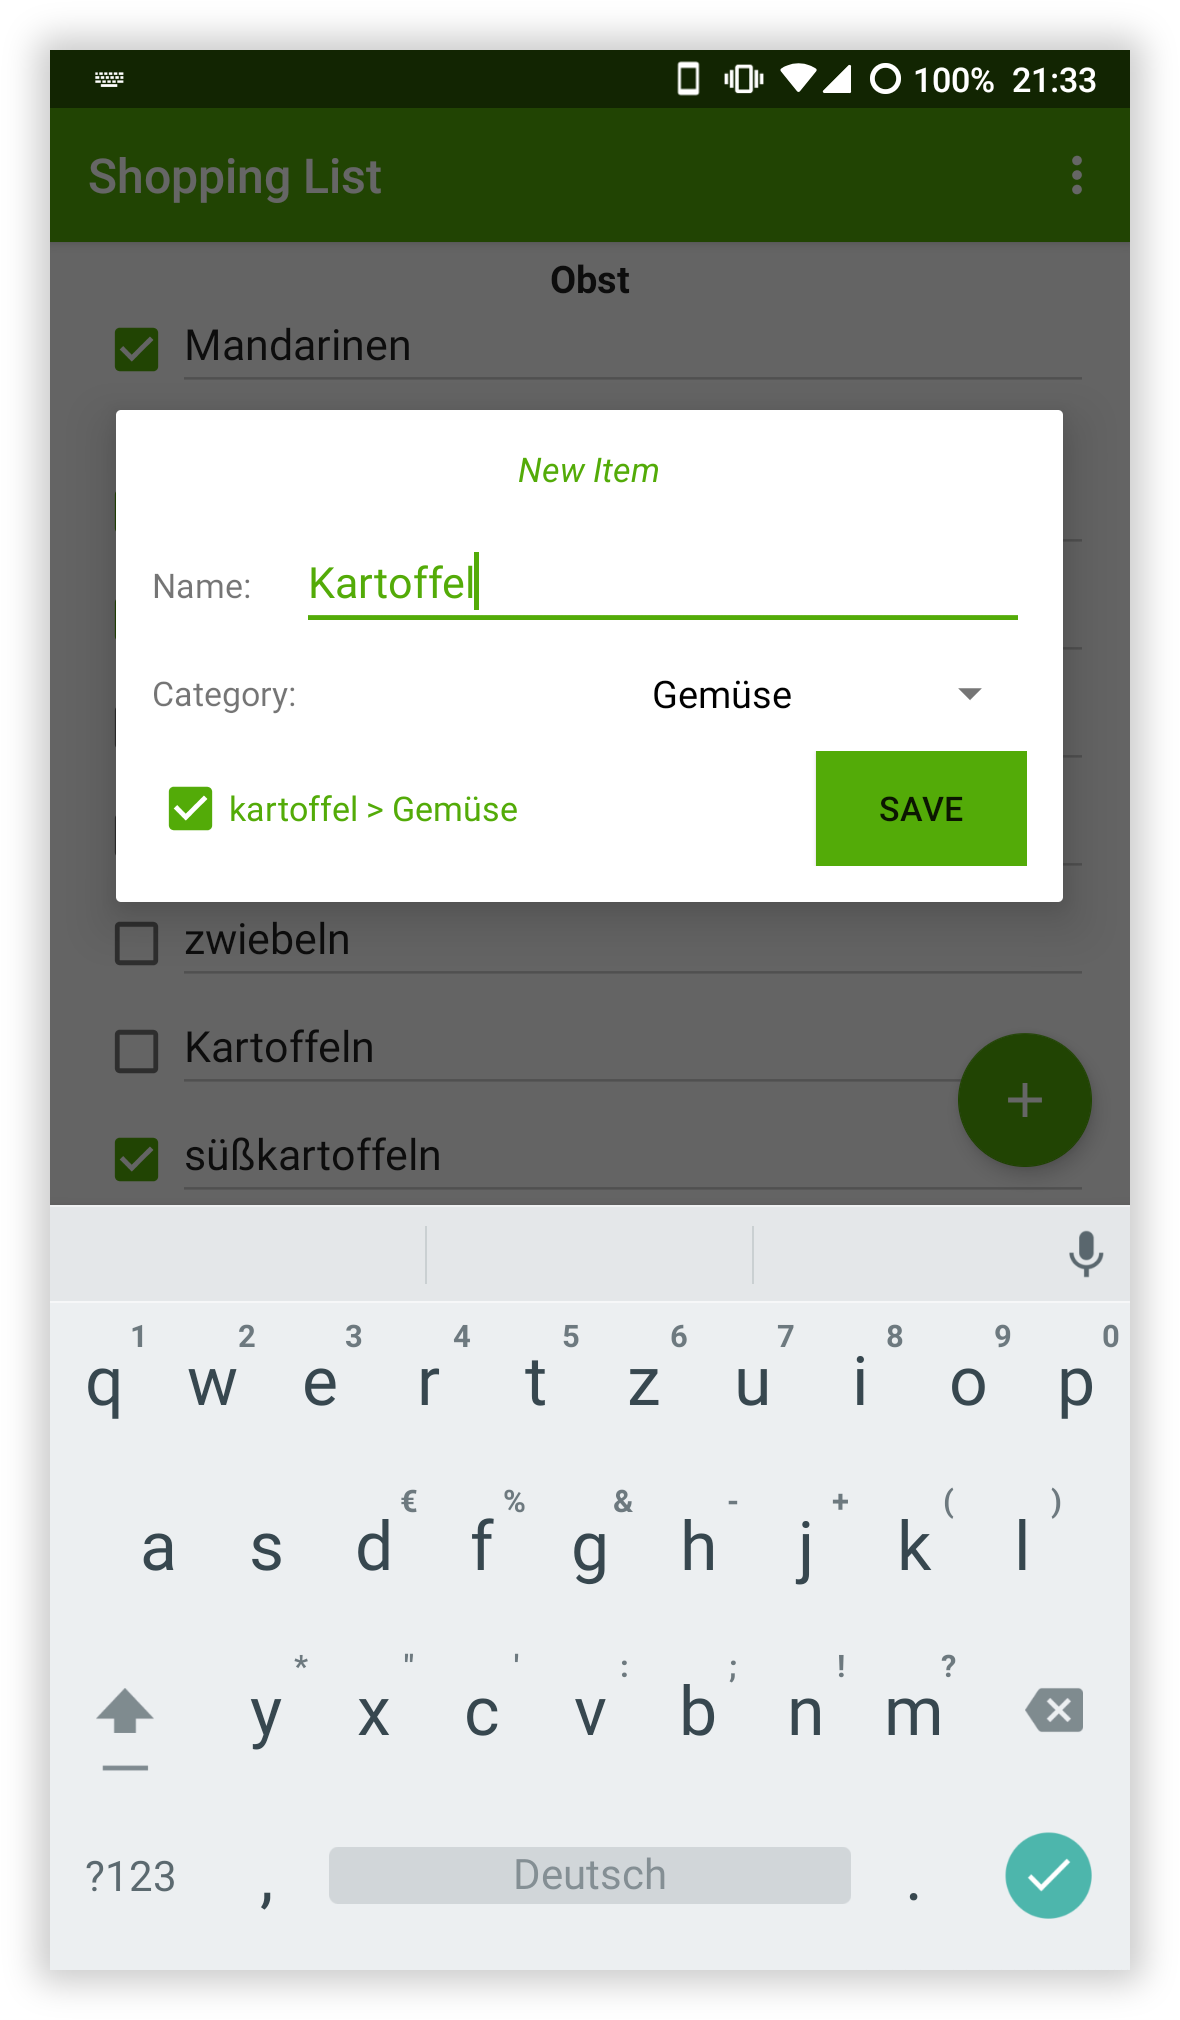 100% 21:33
Shopping List
Obst
Mandarinen
New Item
Name: Kartoffel
Category: Gemüse
kartoffel > Gemüse SAVE
zwiebeln
Kartoffeln
+
süßkartoffeln
1 2 3 4 5 6 7 8 9 0
q w e r t z u i o p
€ % & - + ( )
a s d f g h j k l
* " ' : ; ! ?
y x c v b n m
?123 , Deutsch .